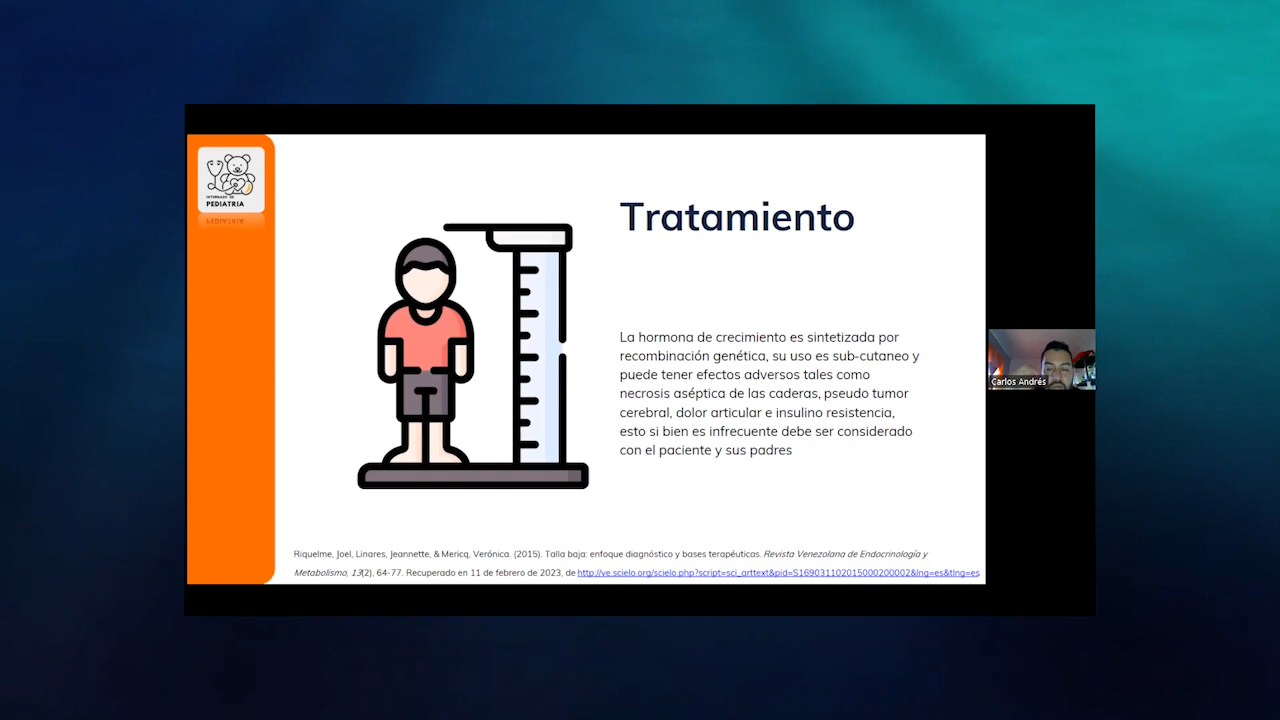 INTERNADO DE
PEDIATRIA
Tratamiento
La hormona de crecimiento es sintetizada por
recombinación genética, su uso es sub-cutaneo y
puede tener efectos adversos tales como
necrosis aséptica de las caderas, pseudo tumor
cerebral, dolor articular e insulino resistencia,
esto si bien es infrecuente debe ser considerado
con el paciente y sus padres
Carlos Andrés
Riquelme, Joel, Linares, Jeannette, & Mericq, Verónica. (2015). Talla baja: enfoque diagnóstico y bases terapéuticas. Revista Venezolana de Endocrinología y
Metabolismo, 13(2), 64-77. Recuperado en 11 de febrero de 2023, de http://ve.scielo.org/scielo.php?script=sci_arttext&pid=S169031102015000200002&lng=es&tlng=es